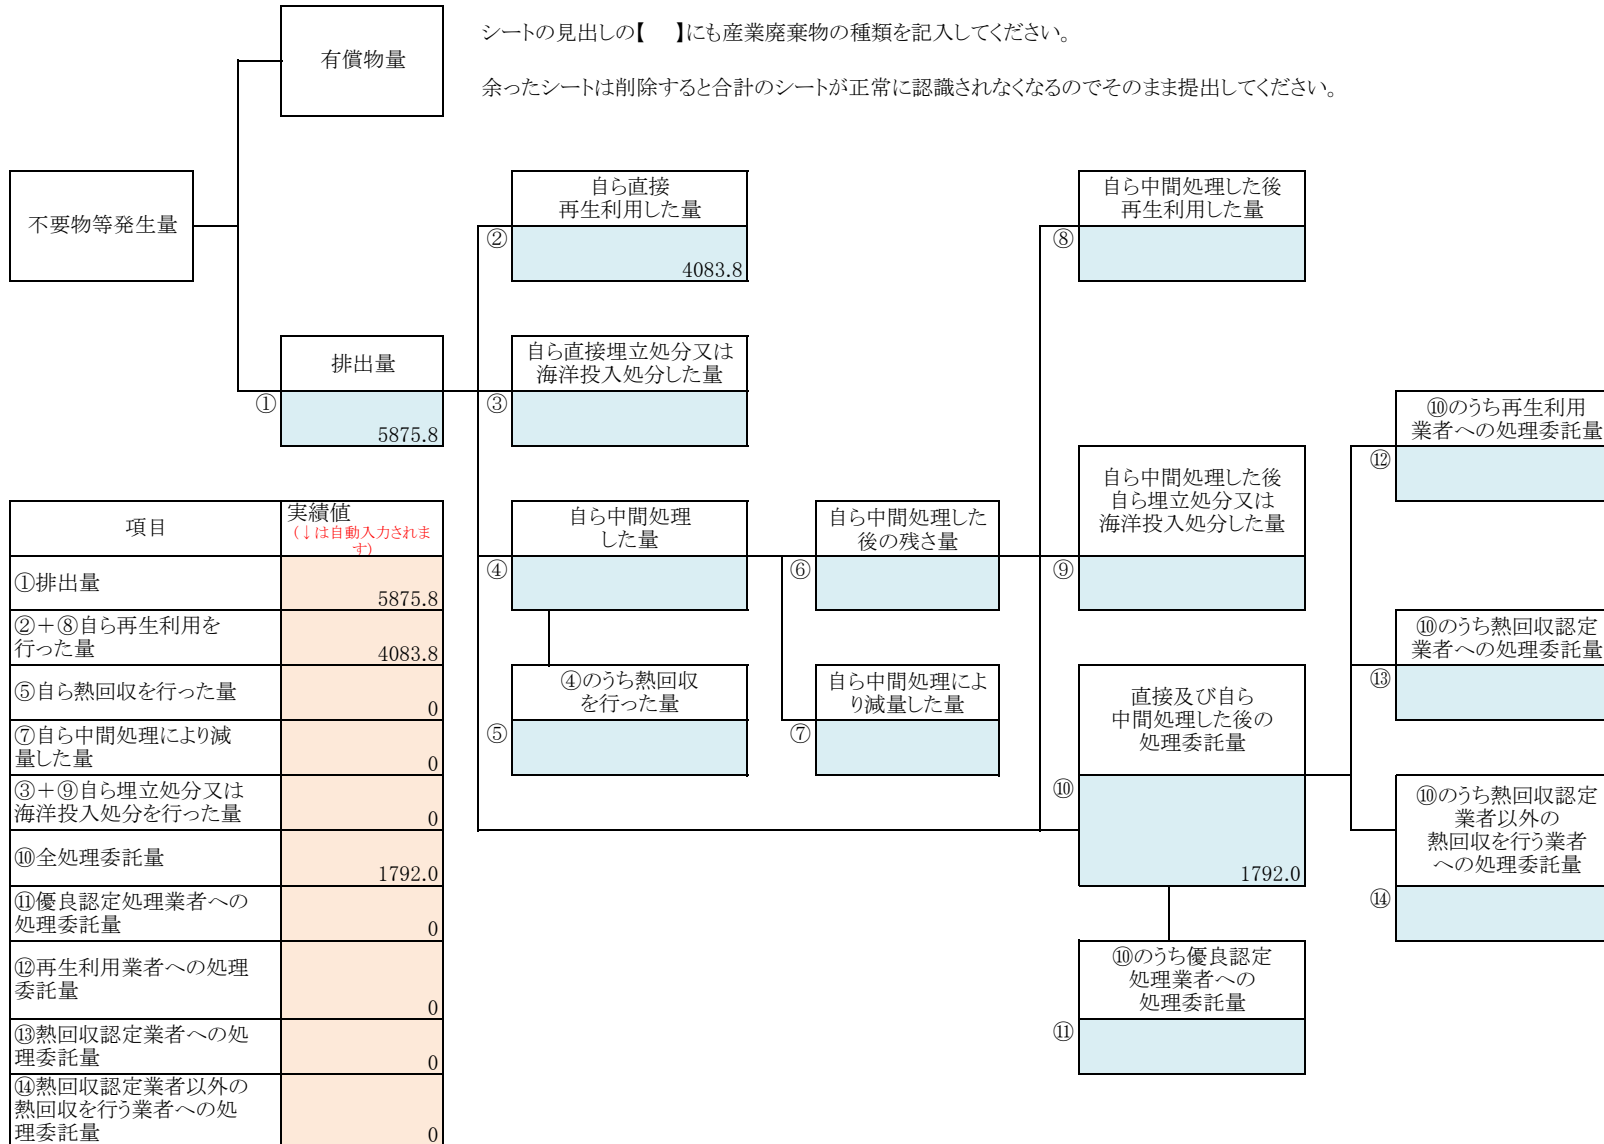 有償物量
シートの見出しの【　】にも産業廃棄物の種類を記入してください。
余ったシートは削除すると合計のシートが正常に認識されなくなるのでそのまま提出してください。
不要物等発生量
自ら直接
再生利用した量
②
4083.8
自ら中間処理した後
再生利用した量
⑧
排出量
①
5875.8
自ら直接埋立処分又は
海洋投入処分した量
③
⑩のうち再生利用
業者への処理委託量
⑫
自ら中間処理
した量
④
自ら中間処理した
後の残さ量
⑥
自ら中間処理した後
自ら埋立処分又は
海洋投入処分した量
⑨
⑩のうち熱回収認定
業者への処理委託量
⑬
④のうち熱回収
を行った量
⑤
自ら中間処理によ
り減量した量
⑦
直接及び自ら
中間処理した後の
処理委託量
⑩
1792.0
⑩のうち熱回収認定
業者以外の
熱回収を行う業者
への処理委託量
⑭
⑩のうち優良認定
処理業者への
処理委託量
⑪
項目
実績値
(↓は自動入力されま
す)
①排出量
5875.8
②＋⑧自ら再生利用を
行った量
4083.8
⑤自ら熱回収を行った量
0
⑦自ら中間処理により減
量した量
0
③＋⑨自ら埋立処分又は
海洋投入処分を行った量
0
⑩全処理委託量
1792.0
⑪優良認定処理業者への
処理委託量
0
⑫再生利用業者への処理
委託量
0
⑬熱回収認定業者への処
理委託量
0
⑭熱回収認定業者以外の
熱回収を行う業者への処
理委託量
0